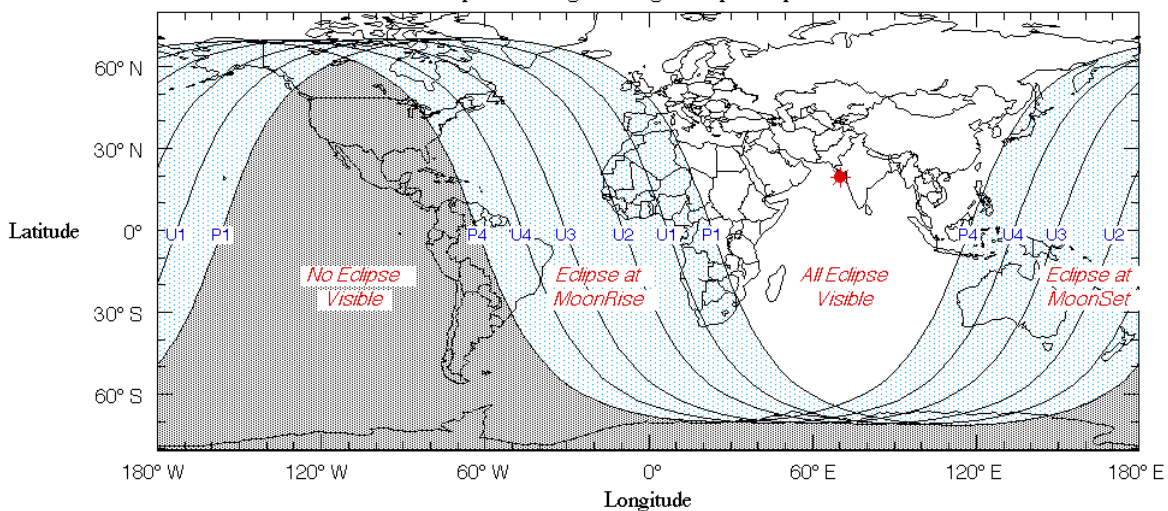 60° N
30° N
Latitude
0°
30° S
60° S
U1 P1 P4 U4 U3 U2 U1 P1 P4 U4 U3 U2
No Eclipse
Visible
Eclipse at
MoonRise
All Eclipse
Visible
Eclipse at
MoonSet
180° W 120° W 60° W 0° 60° E 120° E 180° E
Longitude